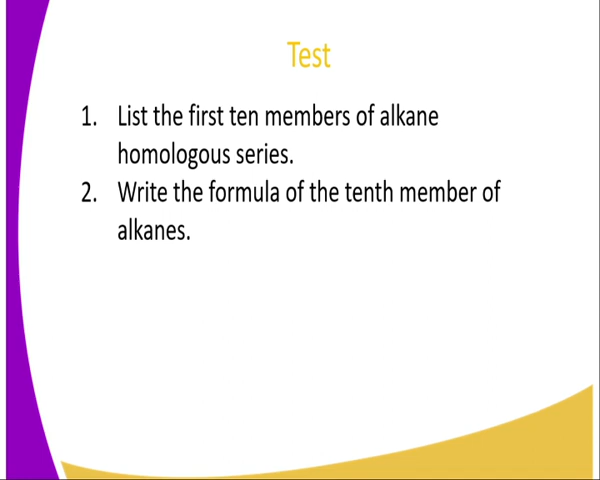 Test
1. List the first ten members of alkane
homologous series.
2. Write the formula of the tenth member of
alkanes.